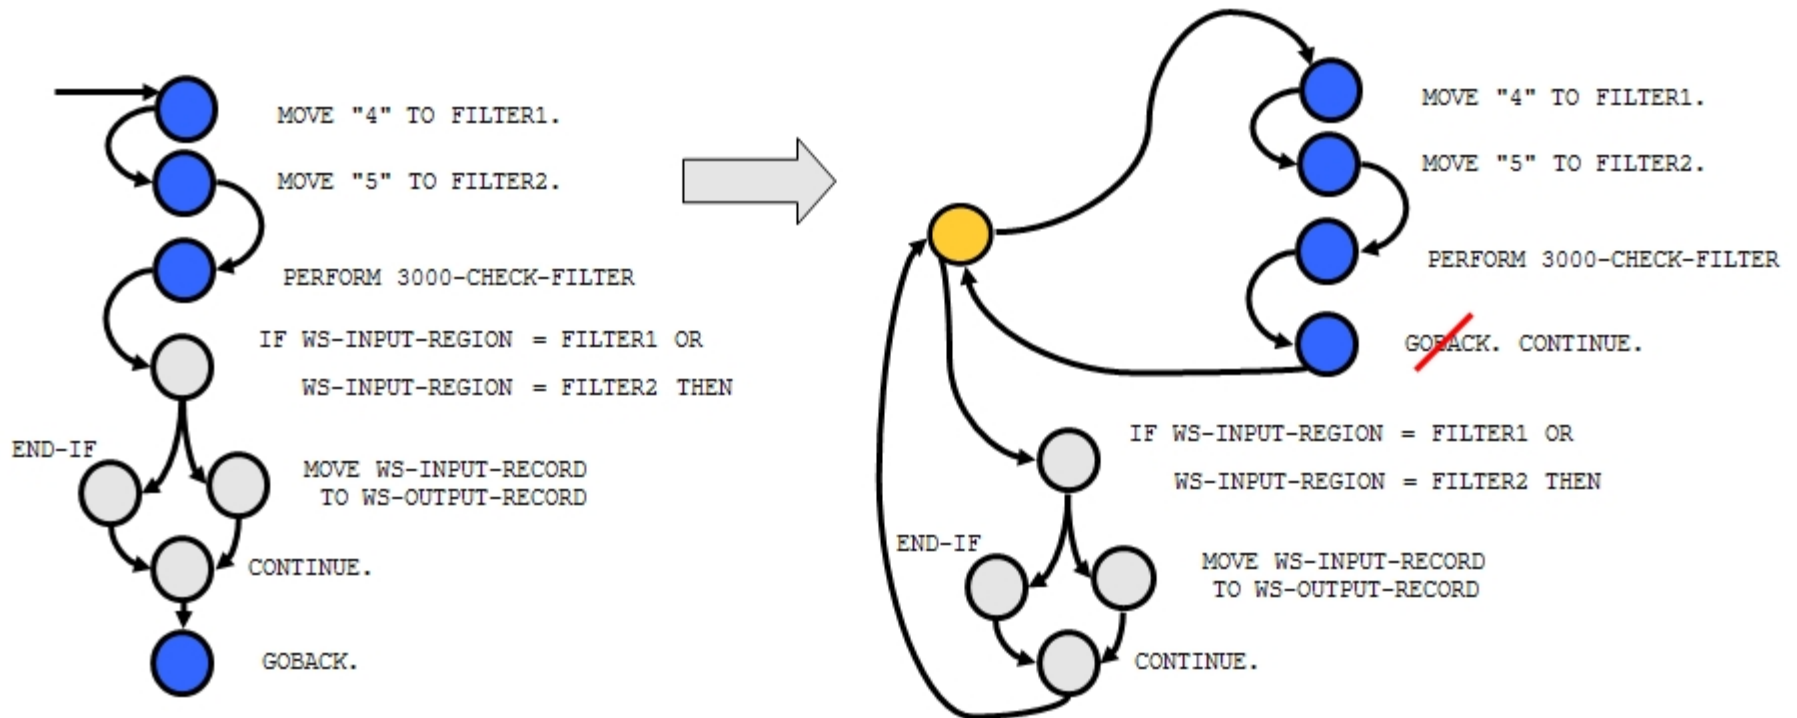 MOVE "4" TO FILTER1.
MOVE "5" TO FILTER2.
PERFORM 3000-CHECK-FILTER
IF WS-INPUT-REGION = FILTER1 OR
WS-INPUT-REGION = FILTER2 THEN
END-IF
MOVE WS-INPUT-RECORD
TO WS-OUTPUT-RECORD
CONTINUE.
GOBACK.
MOVE "4" TO FILTER1.
MOVE "5" TO FILTER2.
PERFORM 3000-CHECK-FILTER
GOBACK. CONTINUE.
IF WS-INPUT-REGION = FILTER1 OR
WS-INPUT-REGION = FILTER2 THEN
END-IF
MOVE WS-INPUT-RECORD
TO WS-OUTPUT-RECORD
CONTINUE.